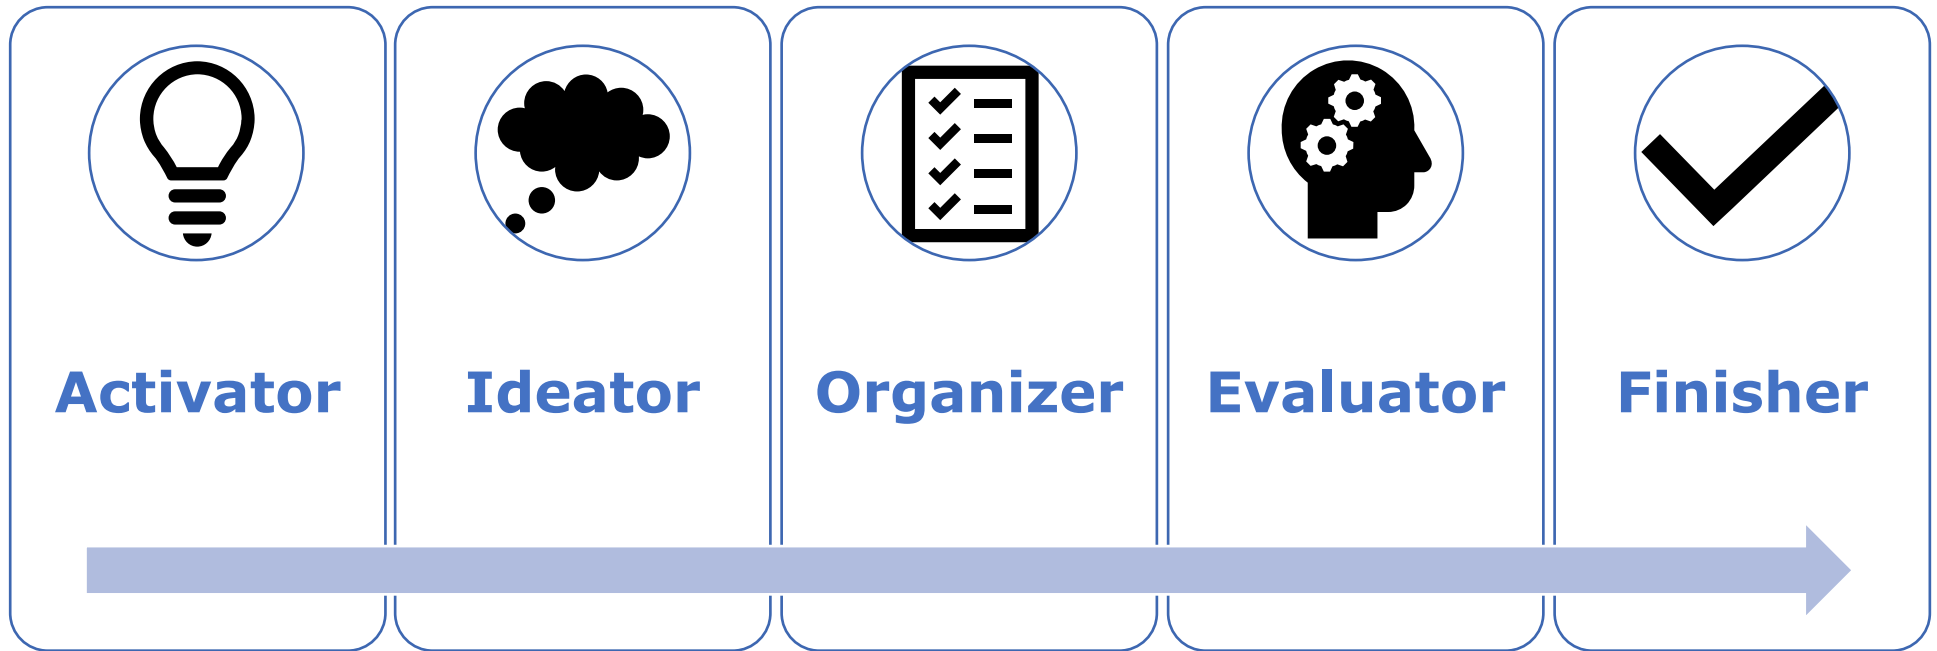 Activator
Ideator
Organizer
Evaluator
Finisher